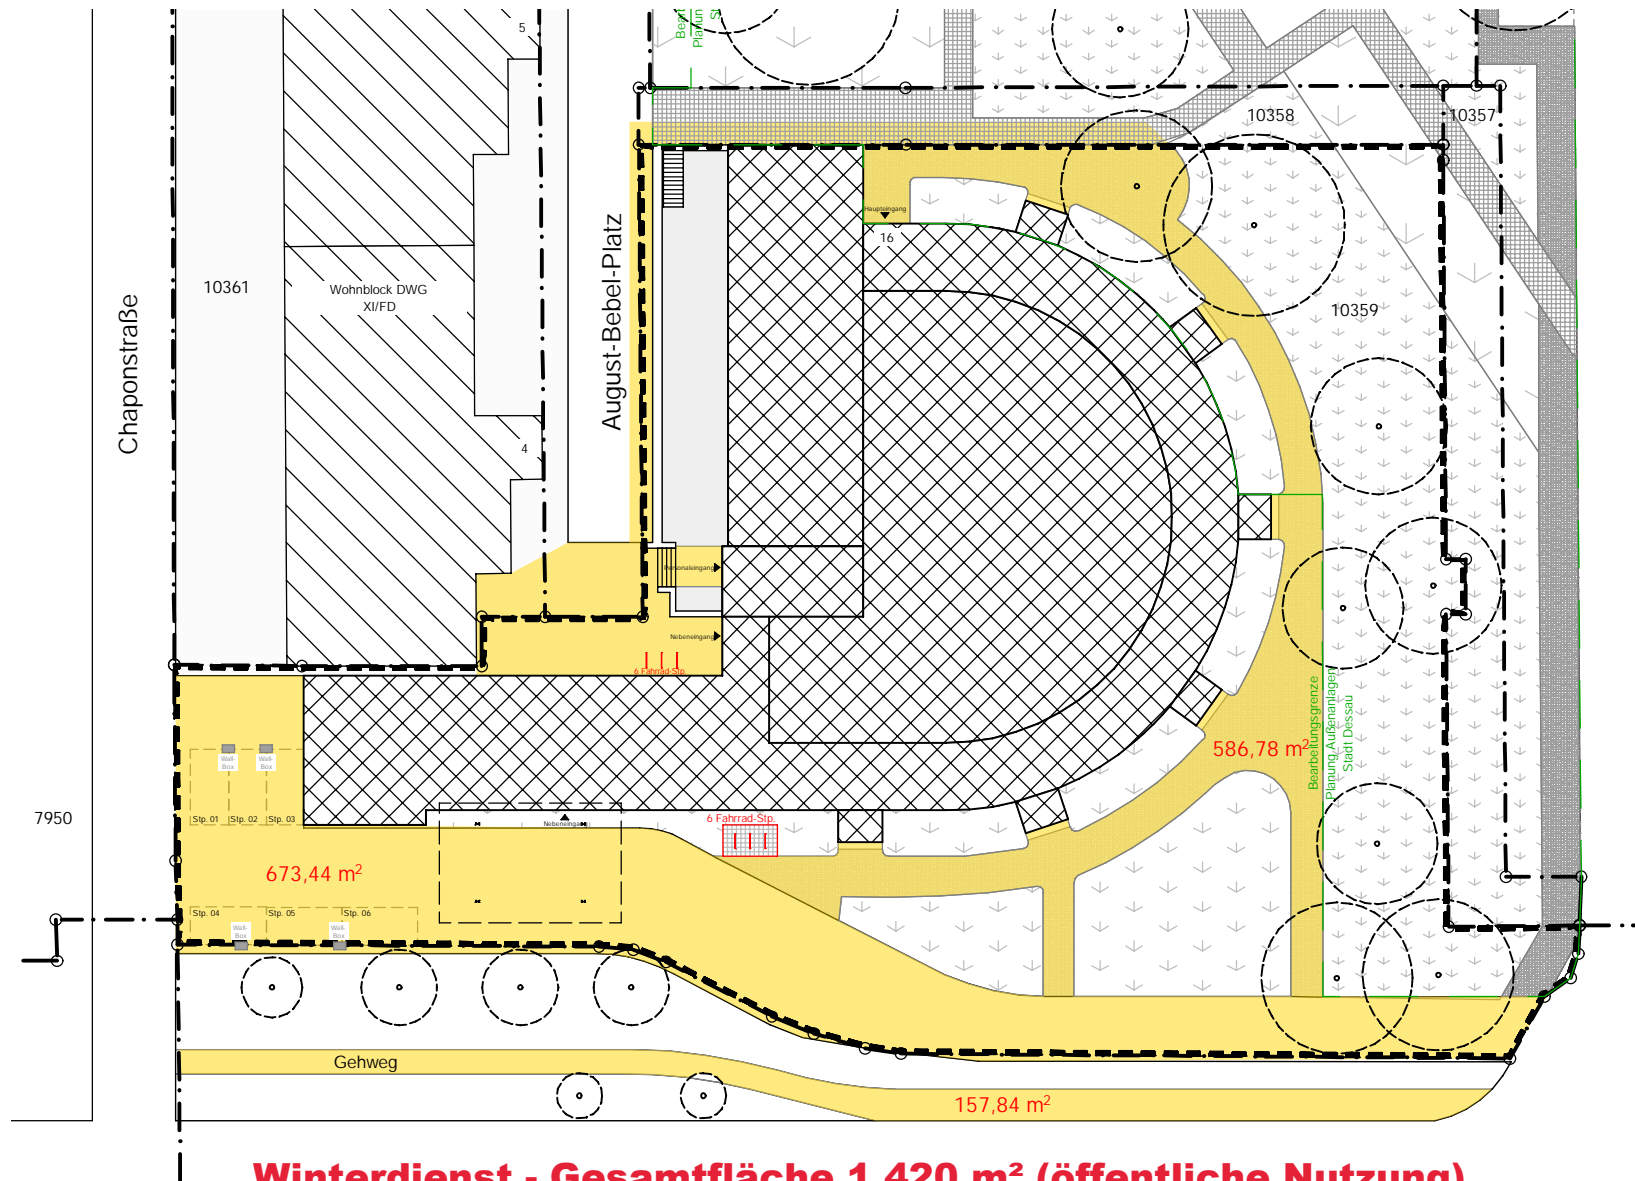 5
10358
10357
Haupteingang
16
10361
Wohnblock DWG
XI/FD
10359
August-Bebel-Platz
Chaponstraße
4
Personaleingang
Nebeneingang
6 Fahrrad-Stp.
Bearbeitungsgrenze
Planung Außenanlagen
Stadt Dessau
586,78 m²
Wall-
Box
Wall-
Box
7950
Stp. 01
Stp. 02
Stp. 03
Nebeneingang
6 Fahrrad-Stp.
673,44 m²
Stp. 04
Stp. 05
Stp. 06
Wall-
Box
Wall-
Box
Gehweg
157,84 m²
Winterdienst - Gesamtfläche 1.420 m² (öffentliche Nutzung)